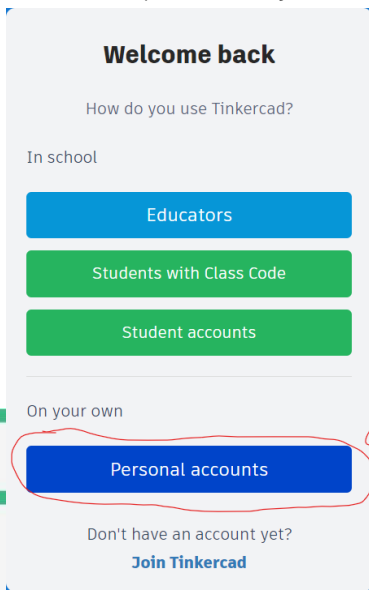 Welcome back
How do you use Tinkercad?
In school
Educators
Students with Class Code
Student accounts
On your own
Personal accounts
Don't have an account yet?
Join Tinkercad